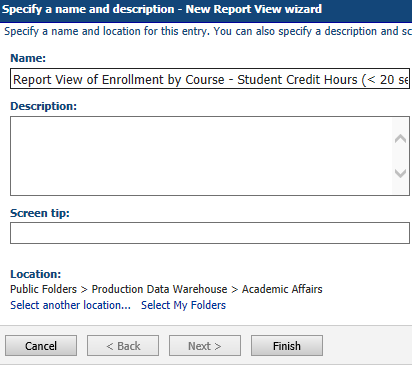 Specify a name and description - New Report View wizard
Specify a name and location for this entry. You can also specify a description and sc
Name:
Report View of Enrollment by Course - Student Credit Hours (< 20 se
Description:
Screen tip:
Location:
Public Folders > Production Data Warehouse > Academic Affairs
Select another location... Select My Folders
Cancel < Back Next > Finish